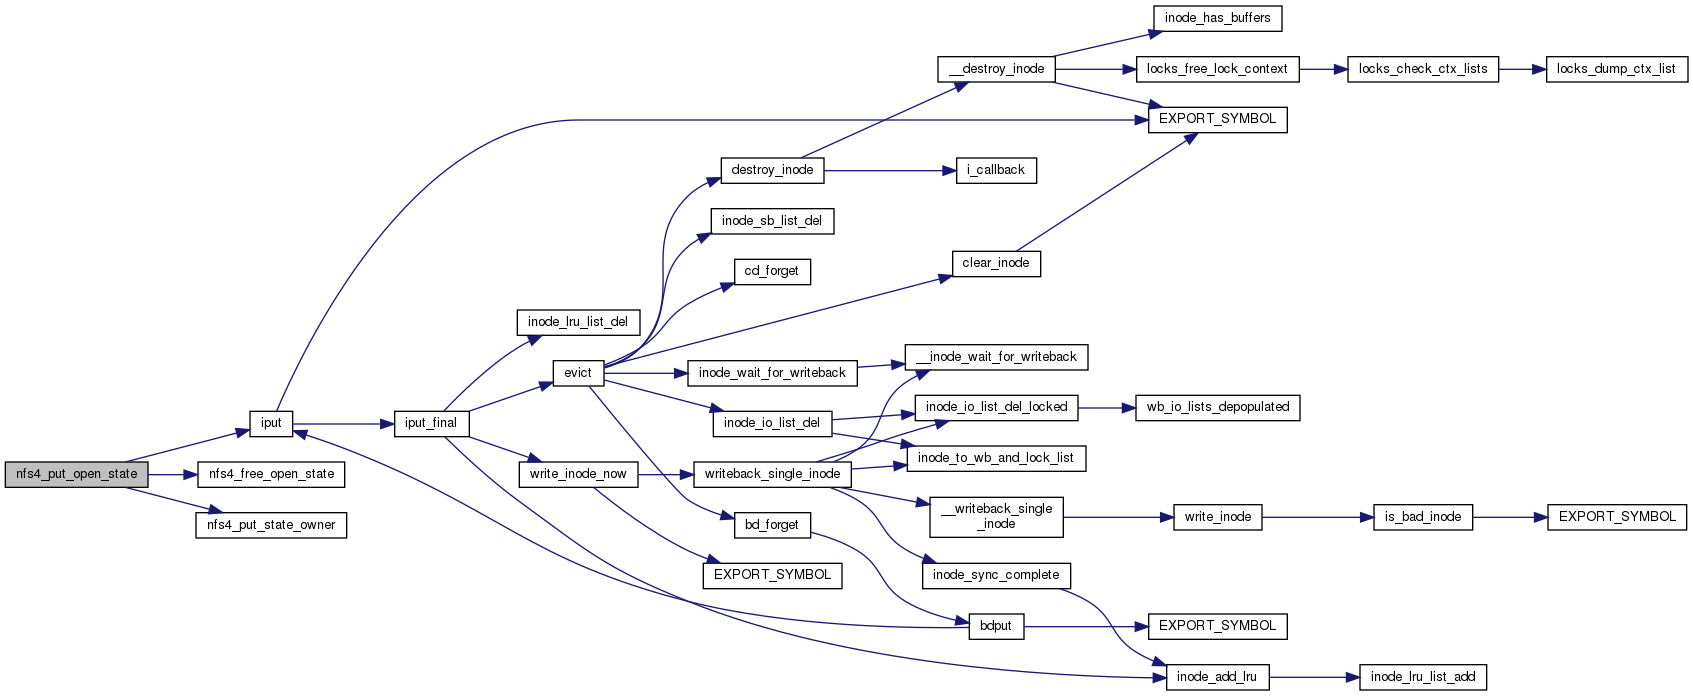 inode_has_buffers
__destroy_inode
locks_free_lock_context
locks_check_ctx_lists
locks_dump_ctx_list
EXPORT_SYMBOL
destroy_inode
i_callback
inode_sb_list_del
clear_inode
cd_forget
inode_lru_list_del
__inode_wait_for_writeback
evict
inode_wait_for_writeback
inode_io_list_del_locked
wb_io_lists_depopulated
iput
iput_final
inode_io_list_del
inode_to_wb_and_lock_list
nfs4_put_open_state
nfs4_free_open_state
write_inode_now
writeback_single_inode
__writeback_single
_inode
write_inode
is_bad_inode
EXPORT_SYMBOL
nfs4_put_state_owner
bd_forget
EXPORT_SYMBOL
inode_sync_complete
bdput
EXPORT_SYMBOL
inode_add_lru
inode_lru_list_add